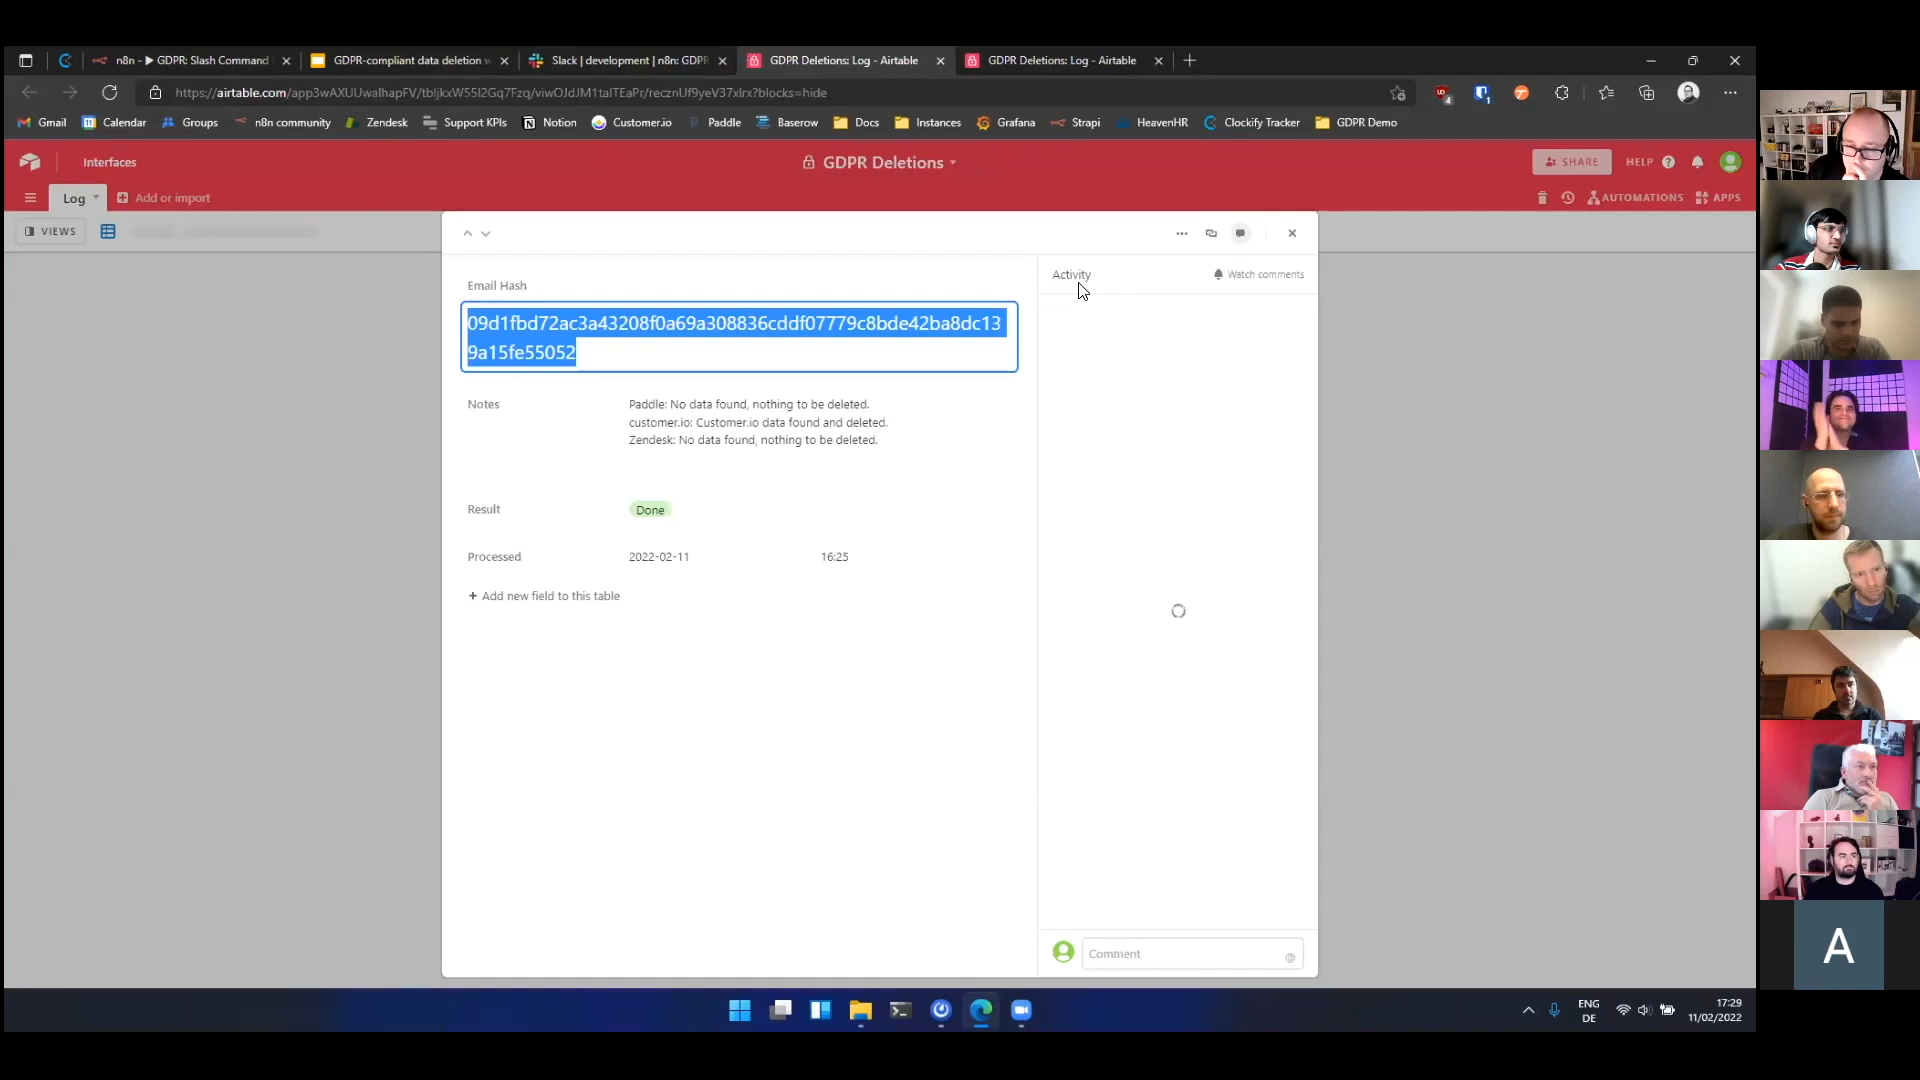 n8n - ▶ GDPR: Slash Command
GDPR-compliant data deletion w
Slack | development | n8n: GDPR
GDPR Deletions: Log - Airtable
GDPR Deletions: Log - Airtable
https://airtable.com/app3wAXUUwaIhapFV/tbljkxW55I2Gq7Fzq/viwOJdJM1taITEaPr/recznUf9yeV37xlrx?blocks=hide
4
1
Gmail
11
Calendar
Groups
n8n community
Zendesk
Support KPIs
Notion
Customer.io
Paddle
Baserow
Docs
Instances
Grafana
Strapi
HeavenHR
Clockify Tracker
GDPR Demo
Interfaces
GDPR Deletions
SHARE
HELP
Log
Add or import
AUTOMATIONS
APPS
VIEWS
Email Hash
09d1fbd72ac3a43208f0a69a308836cddf07779c8bde42ba8dc13
9a15fe55052
Notes
Paddle: No data found, nothing to be deleted.
customer.io: Customer.io data found and deleted.
Zendesk: No data found, nothing to be deleted.
Result
Done
Processed
2022-02-11
16:25
+ Add new field to this table
Activity
Watch comments
Comment
@
ENG
DE
17:29
11/02/2022
A